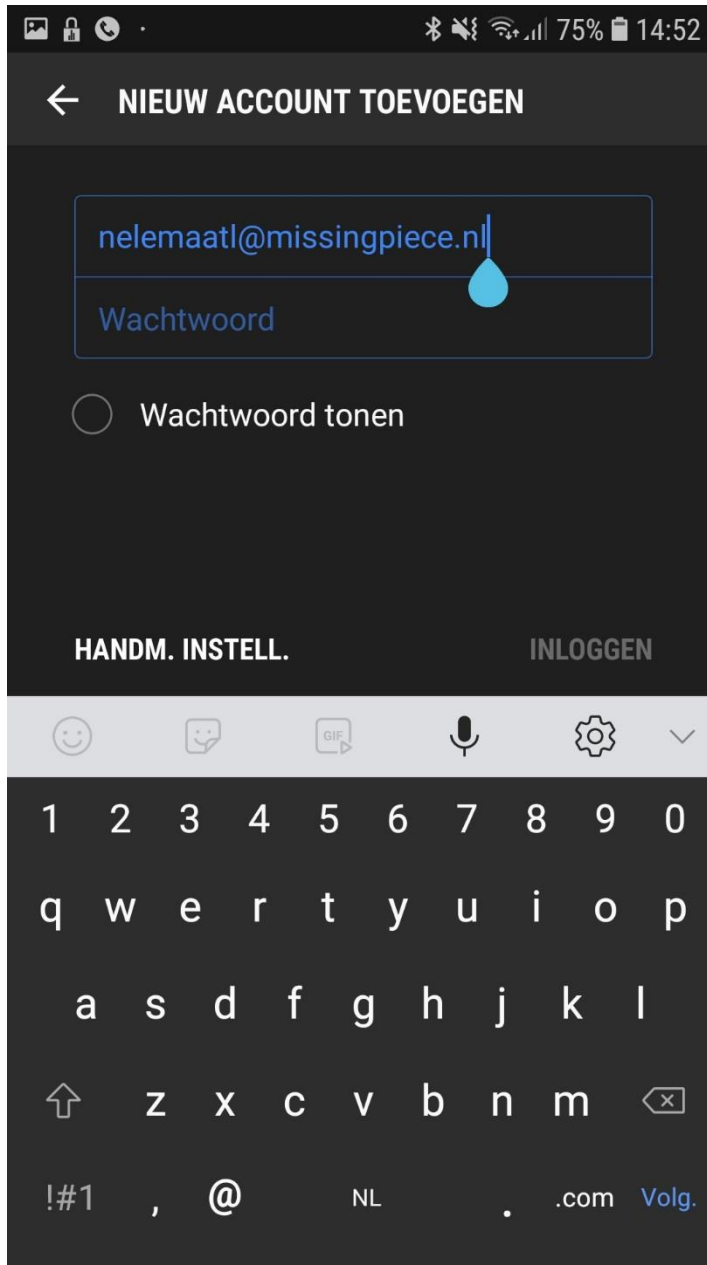 75% 14:52
NIEUW ACCOUNT TOEVOEGEN
nelemaatl@missingpiece.nl
Wachtwoord
Wachtwoord tonen
HANDM. INSTELL. INLOGGEN
GIF
1 2 3 4 5 6 7 8 9 0
q w e r t y u i o p
a s d f g h j k l
z x c v b n m
!#1 , @ NL . .com Volg.